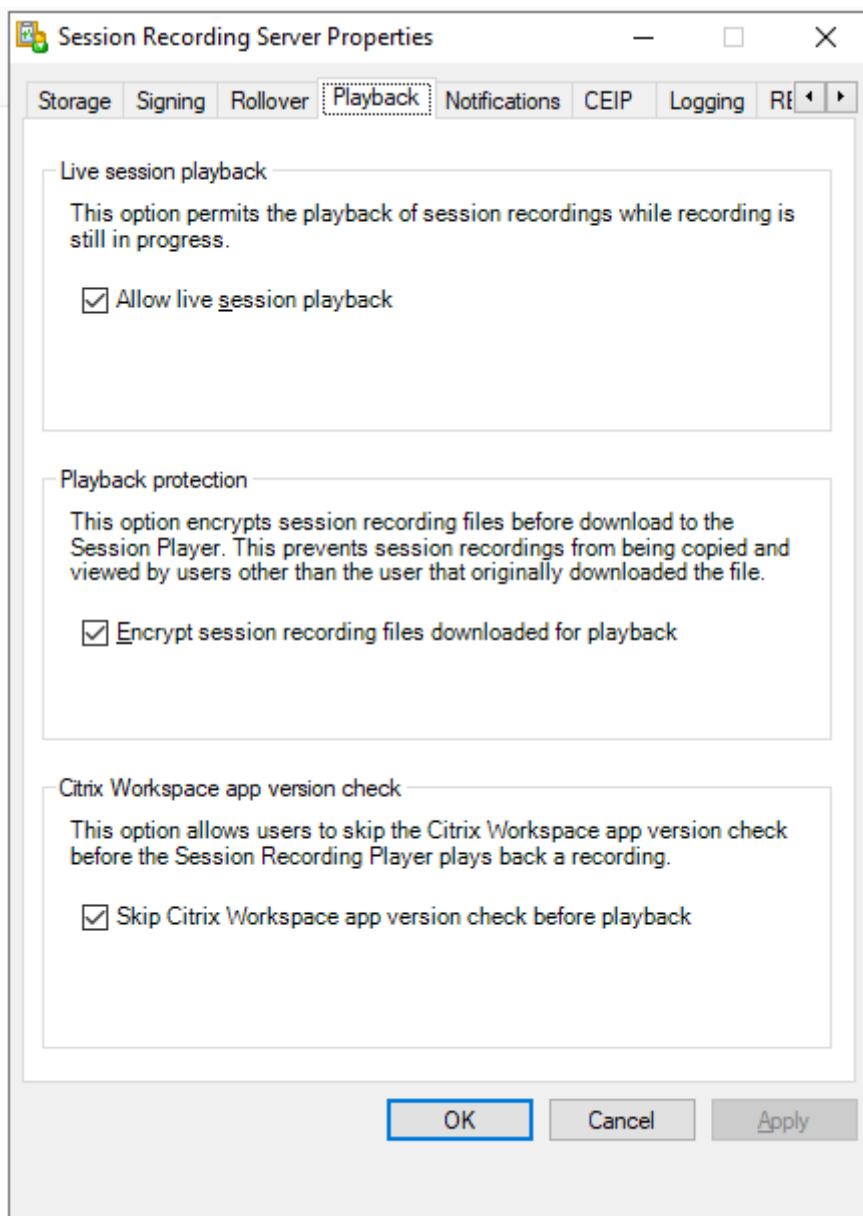 Session Recording Server Properties
Storage Signing Rollover Playback Notifications CEIP Logging
Live session playback
This option permits the playback of session recordings while recording is
still in progress.
Allow live session playback
Playback protection
This option encrypts session recording files before download to the
Session Player. This prevents session recordings from being copied and
viewed by users other than the user that originally downloaded the file.
Encrypt session recording files downloaded for playback
Citrix Workspace app version check
This option allows users to skip the Citrix Workspace app version check
before the Session Recording Player plays back a recording.
Skip Citrix Workspace app version check before playback
OK Cancel Apply